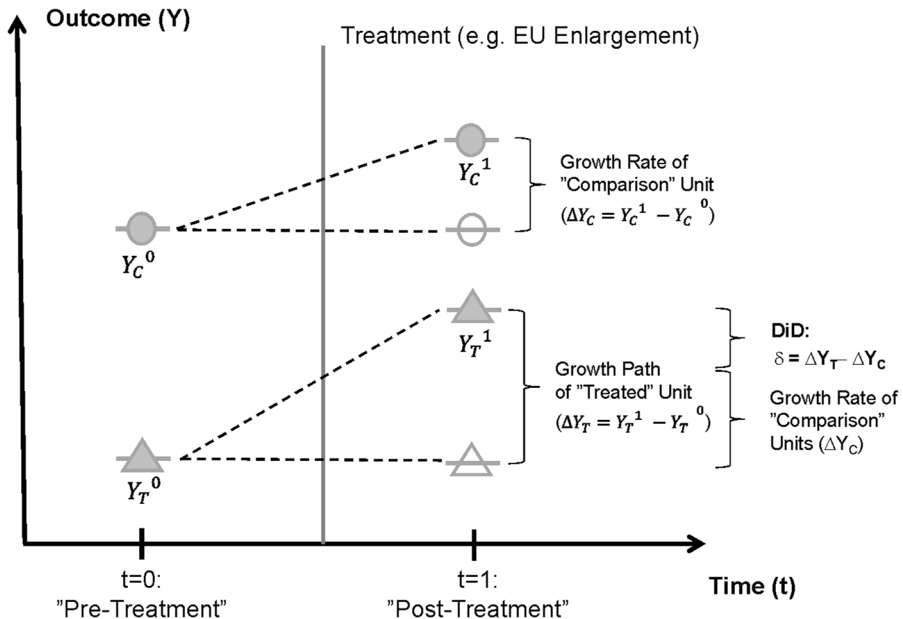 Outcome (Y)
Treatment (e.g. EU Enlargement)
Y_C^1
Growth Rate of
”Comparison” Unit
(ΔY_C = Y_C^1 − Y_C^0)
Y_C^0
Y_T^1
DiD:
δ = ΔY_T− ΔY_C
Growth Path
of ”Treated” Unit
(ΔY_T = Y_T^1 − Y_T^0)
Growth Rate of
”Comparison”
Units (ΔY_C)
Y_T^0
t=0:
”Pre-Treatment”
t=1:
”Post-Treatment”
Time (t)